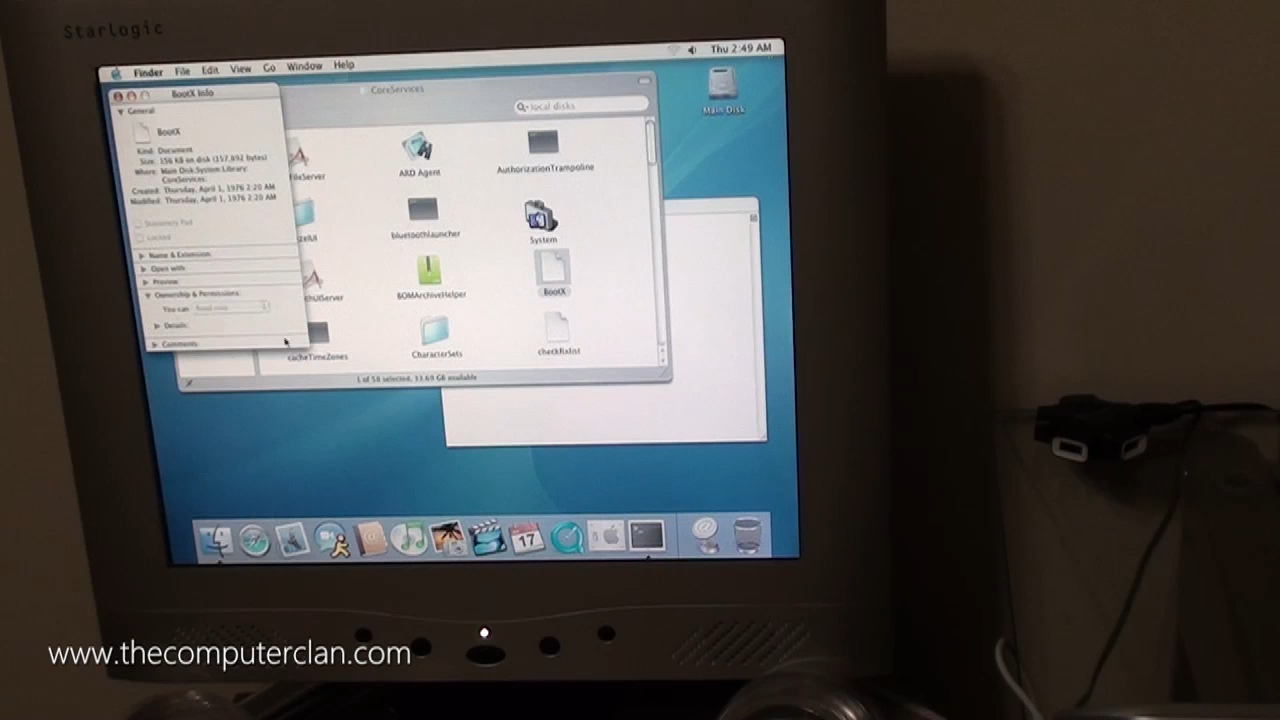 StarLogic
Finder File Edit View Go Window Help
Thu 2:49 AM
BootX Info
CoreServices
local disks
Main Disk
General
BootX
Kind: Document
Size: 156 KB on disk (157,892 bytes)
Where: Main Disk:System:Library:
CoreServices:
Created: Thursday, April 1, 1976 2:20 AM
Modified: Thursday, April 1, 1976 2:20 AM
Stationery Pad
Locked
Name & Extension:
Open with:
Preview:
Ownership & Permissions:
You can
Details:
Comments:
FileServer
ARD Agent
AuthorizationTrampoline
bluetoothlauncher
System
UIServer
BOMArchiveHelper
BootX
cacheTimeZones
CharacterSets
checkfixlist
1 of 58 selected, 33.69 GB available
17
www.thecomputerclan.com